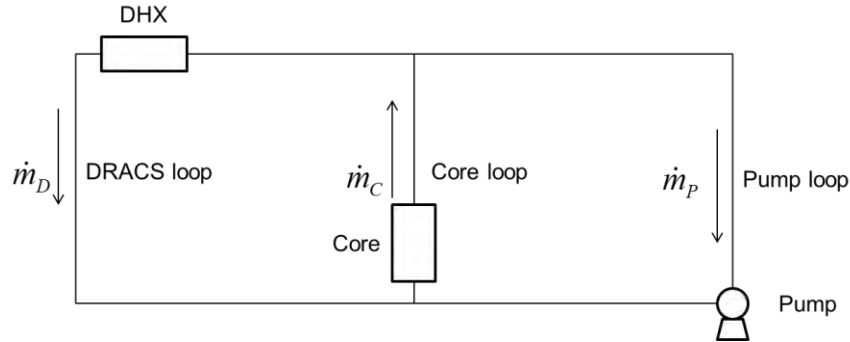 DHX
ṁ_D
DRACS loop
ṁ_C
Core loop
ṁ_P
Pump loop
Core
Pump